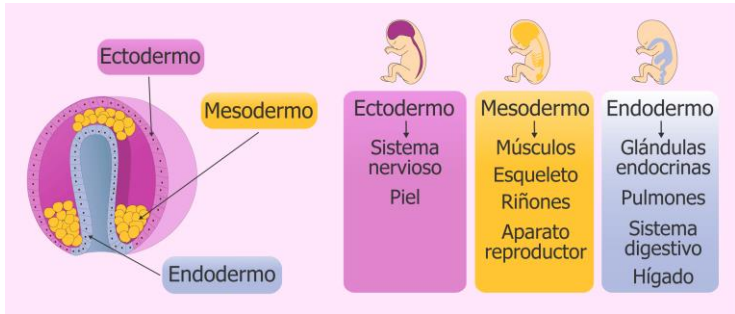 Ectodermo
Mesodermo
Endodermo
Ectodermo
Sistema
nervioso
Piel
Mesodermo
Músculos
Esqueleto
Riñones
Aparato
reproductor
Endodermo
Glándulas
endocrinas
Pulmones
Sistema
digestivo
Hígado